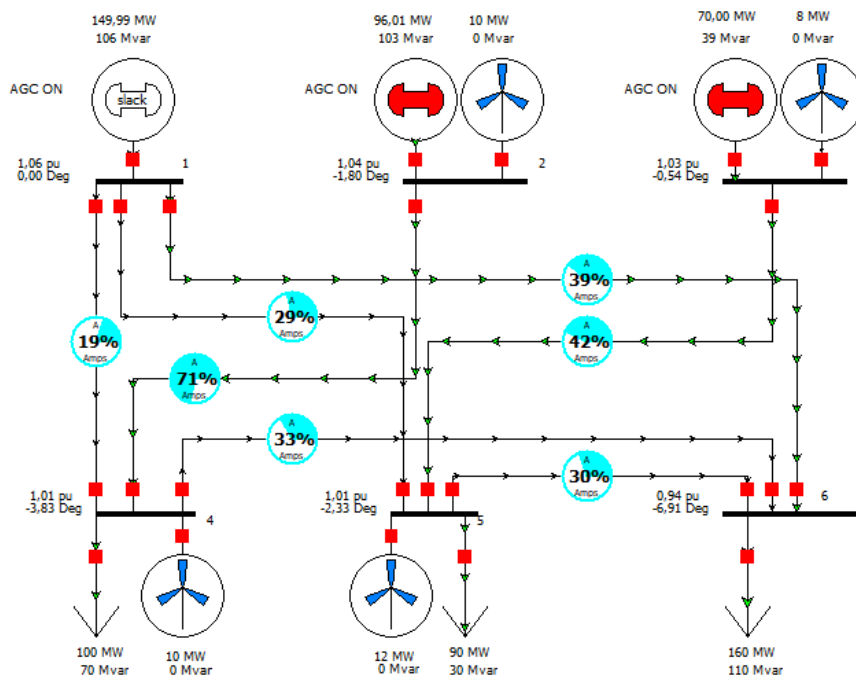 149,99 MW
106 Mvar
96,01 MW
103 Mvar
10 MW
0 Mvar
70,00 MW
39 Mvar
8 MW
0 Mvar
AGC ON
slack
AGC ON
AGC ON
1,06 pu
0,00 Deg
1
1,04 pu
-1,80 Deg
2
1,03 pu
-0,54 Deg
A
39%
Amps
A
29%
Amps
A
19%
Amps
A
42%
Amps
A
71%
Amps
A
33%
Amps
A
30%
Amps
1,01 pu
-3,83 Deg
4
1,01 pu
-2,33 Deg
5
0,94 pu
-6,91 Deg
6
100 MW
70 Mvar
10 MW
0 Mvar
12 MW
0 Mvar
90 MW
30 Mvar
160 MW
110 Mvar